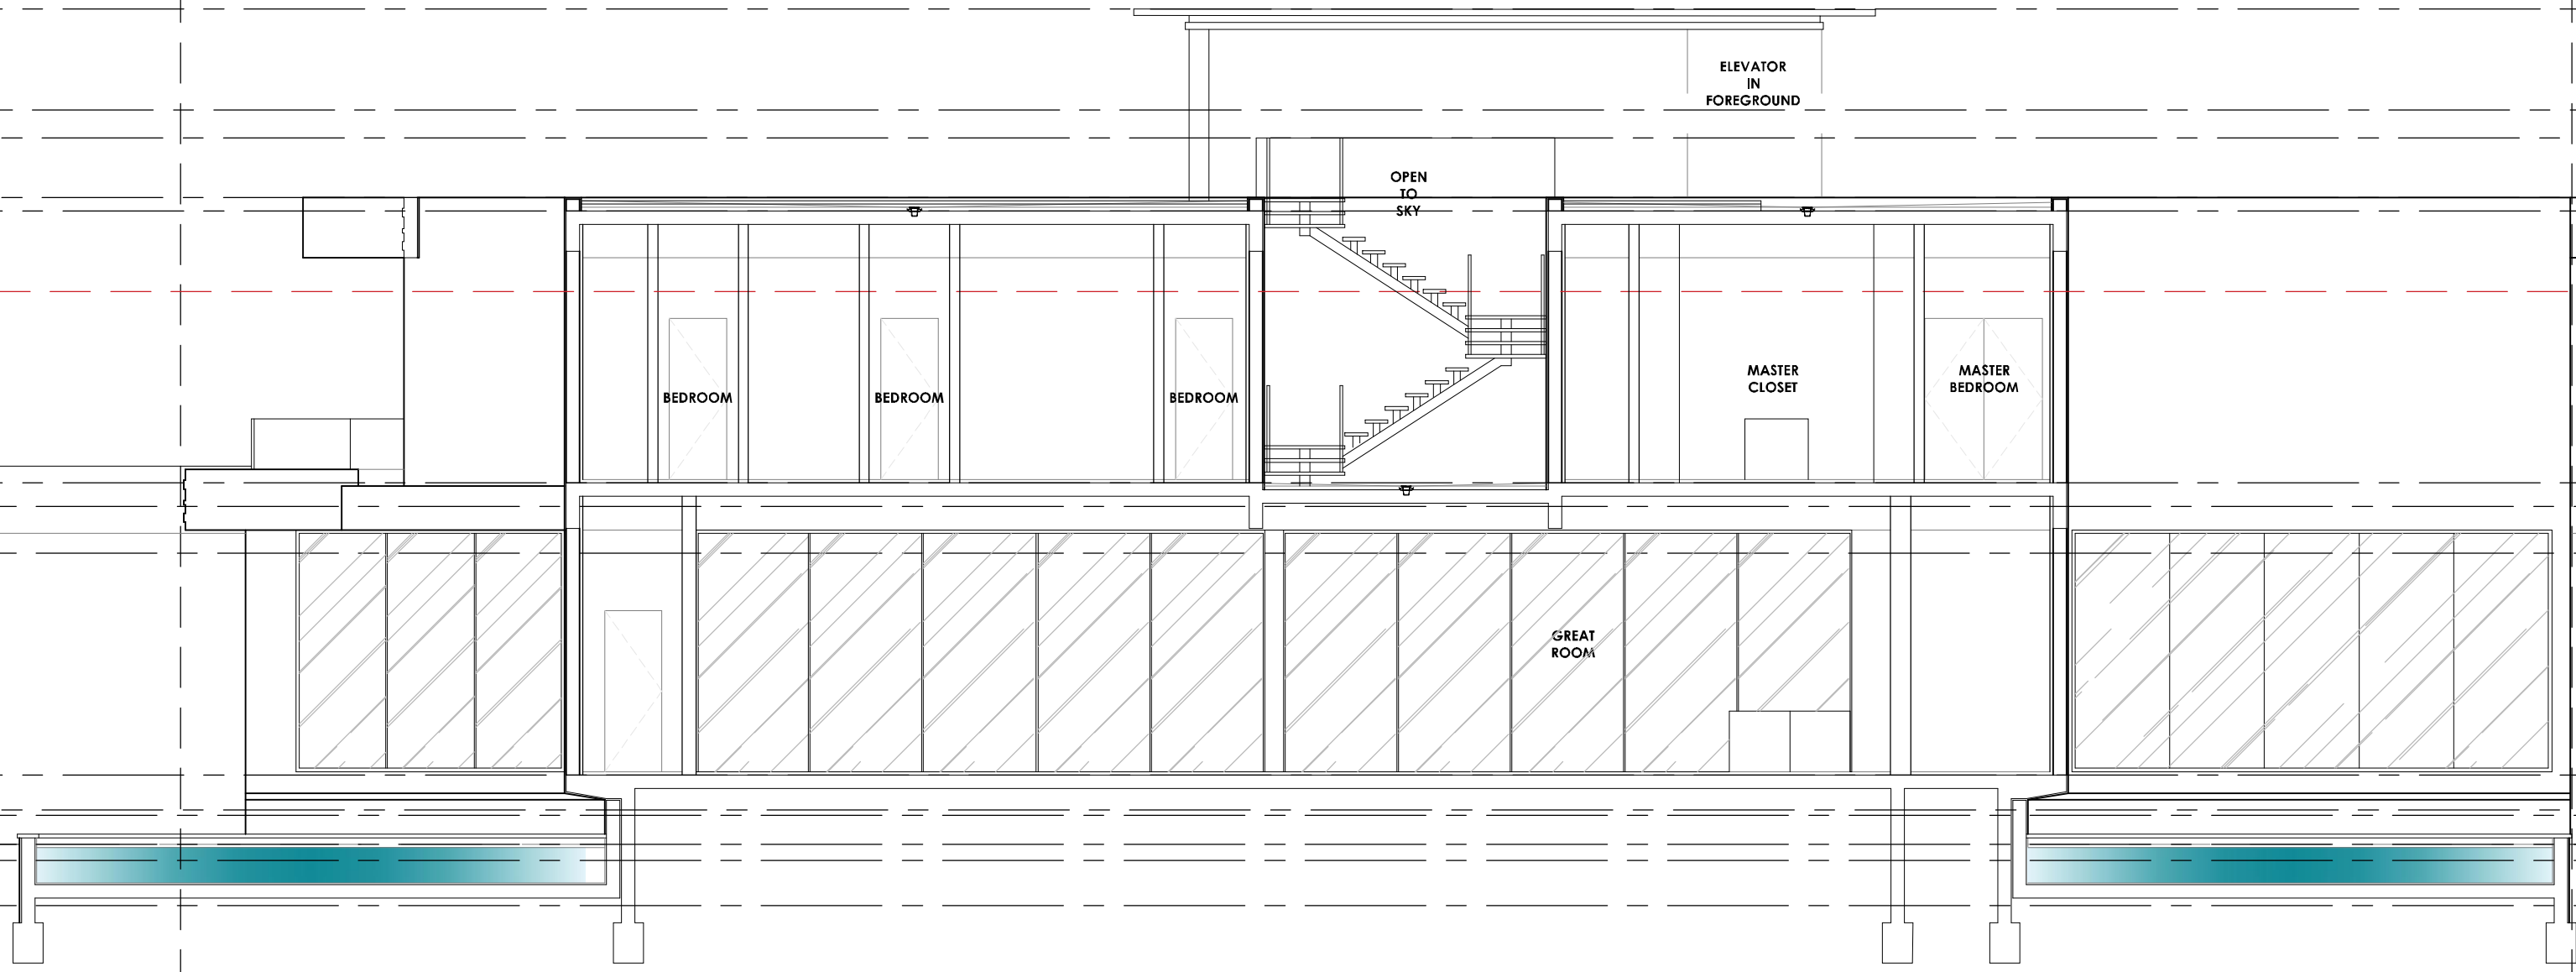 ELEVATOR
IN
FOREGROUND
OPEN
TO
SKY
BEDROOM
BEDROOM
BEDROOM
MASTER
CLOSET
MASTER
BEDROOM
GREAT
ROOM